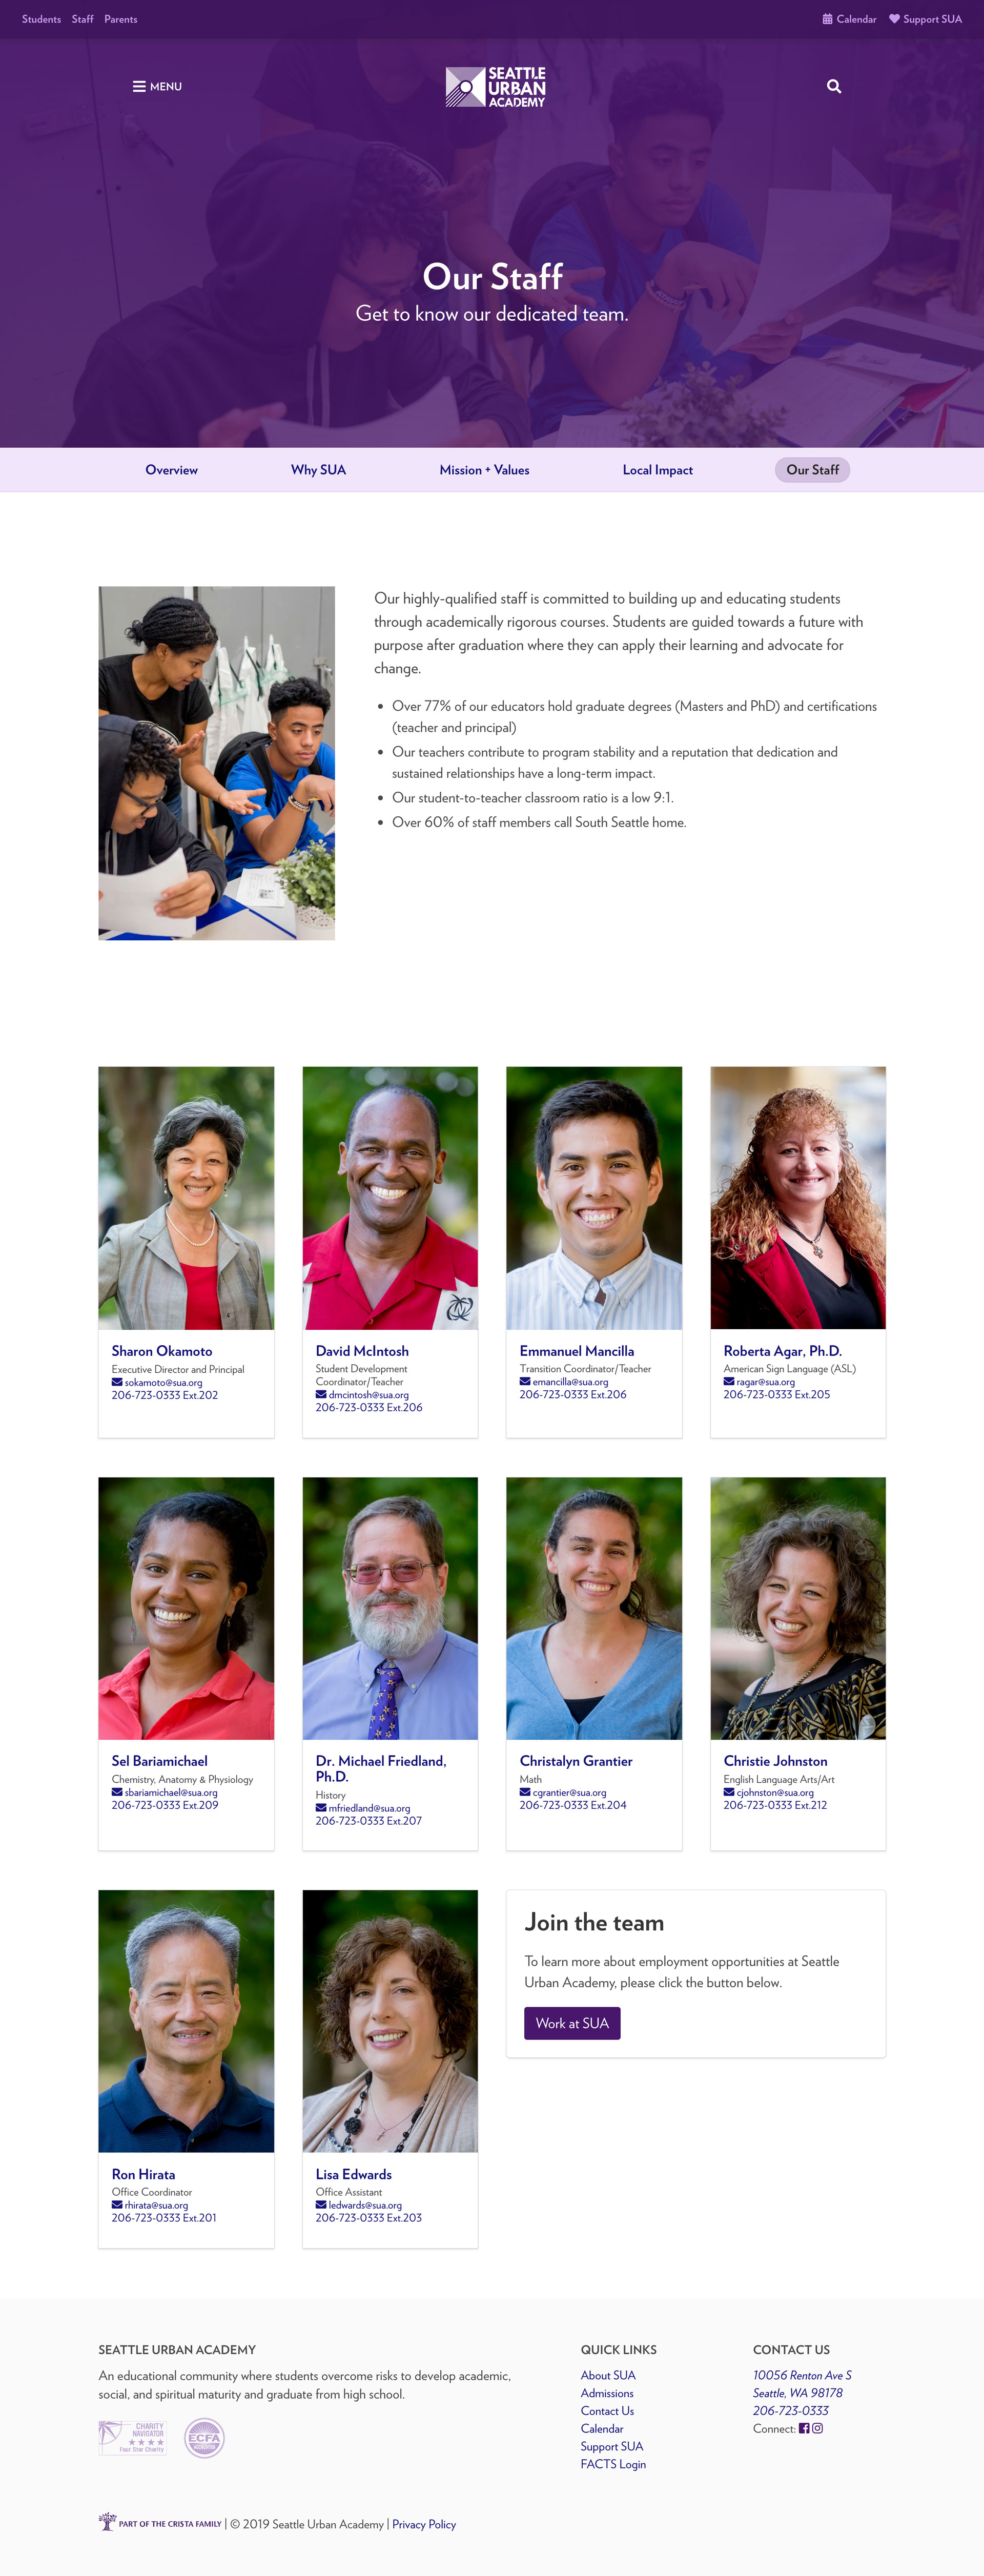 Students Staff Parents
Calendar Support SUA
MENU
SEATTLE
URBAN
ACADEMY
Our Staff
Get to know our dedicated team.
Overview Why SUA Mission + Values Local Impact Our Staff
Our highly-qualified staff is committed to building up and educating students
through academically rigorous courses. Students are guided towards a future with
purpose after graduation where they can apply their learning and advocate for
change.
• Over 77% of our educators hold graduate degrees (Masters and PhD) and certifications
(teacher and principal)
• Our teachers contribute to program stability and a reputation that dedication and
sustained relationships have a long-term impact.
• Our student-to-teacher classroom ratio is a low 9:1.
• Over 60% of staff members call South Seattle home.
Sharon Okamoto
Executive Director and Principal
sokamoto@sua.org
206-723-0333 Ext.202
David McIntosh
Student Development
Coordinator/Teacher
dmcintosh@sua.org
206-723-0333 Ext.206
Emmanuel Mancilla
Transition Coordinator/Teacher
emancilla@sua.org
206-723-0333 Ext.206
Roberta Agar, Ph.D.
American Sign Language (ASL)
ragar@sua.org
206-723-0333 Ext.205
Sel Bariamichael
Chemistry, Anatomy & Physiology
sbariamichael@sua.org
206-723-0333 Ext.209
Dr. Michael Friedland,
Ph.D.
History
mfriedland@sua.org
206-723-0333 Ext.207
Christalyn Grantier
Math
cgrantier@sua.org
206-723-0333 Ext.204
Christie Johnston
English Language Arts/Art
cjohnston@sua.org
206-723-0333 Ext.212
Ron Hirata
Office Coordinator
rhirata@sua.org
206-723-0333 Ext.201
Lisa Edwards
Office Assistant
ledwards@sua.org
206-723-0333 Ext.203
Join the team
To learn more about employment opportunities at Seattle
Urban Academy, please click the button below.
Work at SUA
SEATTLE URBAN ACADEMY
An educational community where students overcome risks to develop academic,
social, and spiritual maturity and graduate from high school.
CHARITY
NAVIGATOR
★★★★
Four Star Charity
ECFA
QUICK LINKS
About SUA
Admissions
Contact Us
Calendar
Support SUA
FACTS Login
CONTACT US
10056 Renton Ave S
Seattle, WA 98178
206-723-0333
Connect:
PART OF THE CRISTA FAMILY | © 2019 Seattle Urban Academy | Privacy Policy